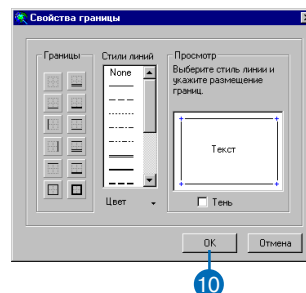 Свойства границы
Границы
Стили линий
None
Цвет
Просмотр
Выберите стиль линии и
укажите размещение
границ.
Текст
Тень
OK
Отмена
10